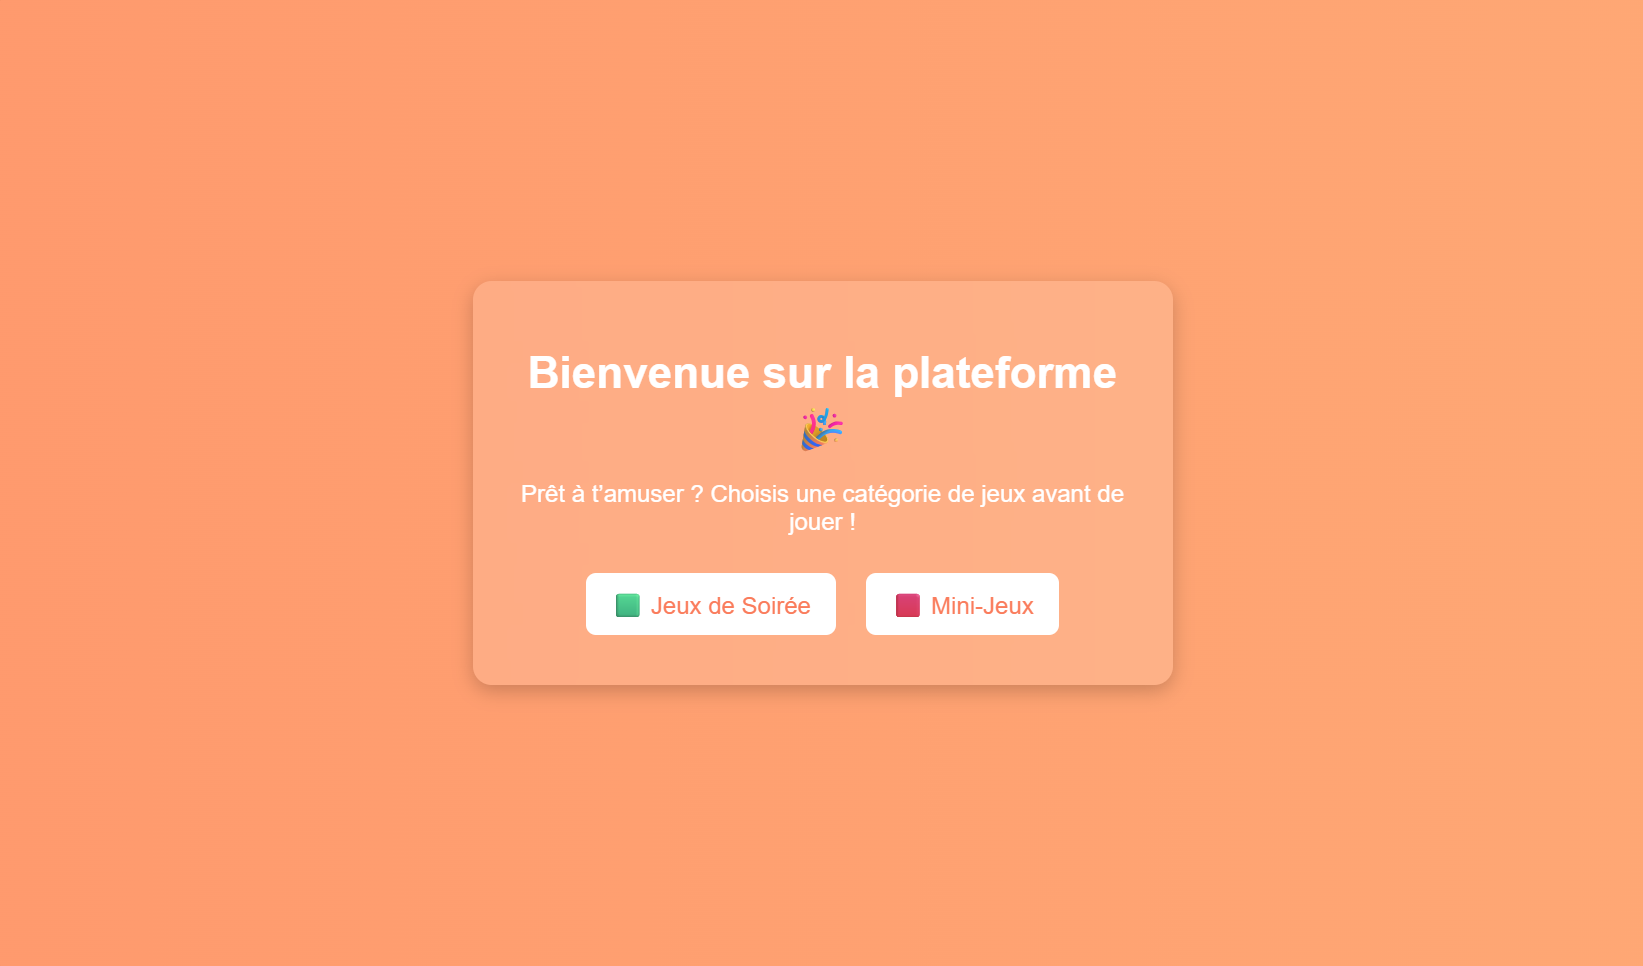 Bienvenue sur la plateforme
🎉
Prêt à t’amuser ? Choisis une catégorie de jeux avant de
jouer !
🟩 Jeux de Soirée
🟥 Mini-Jeux